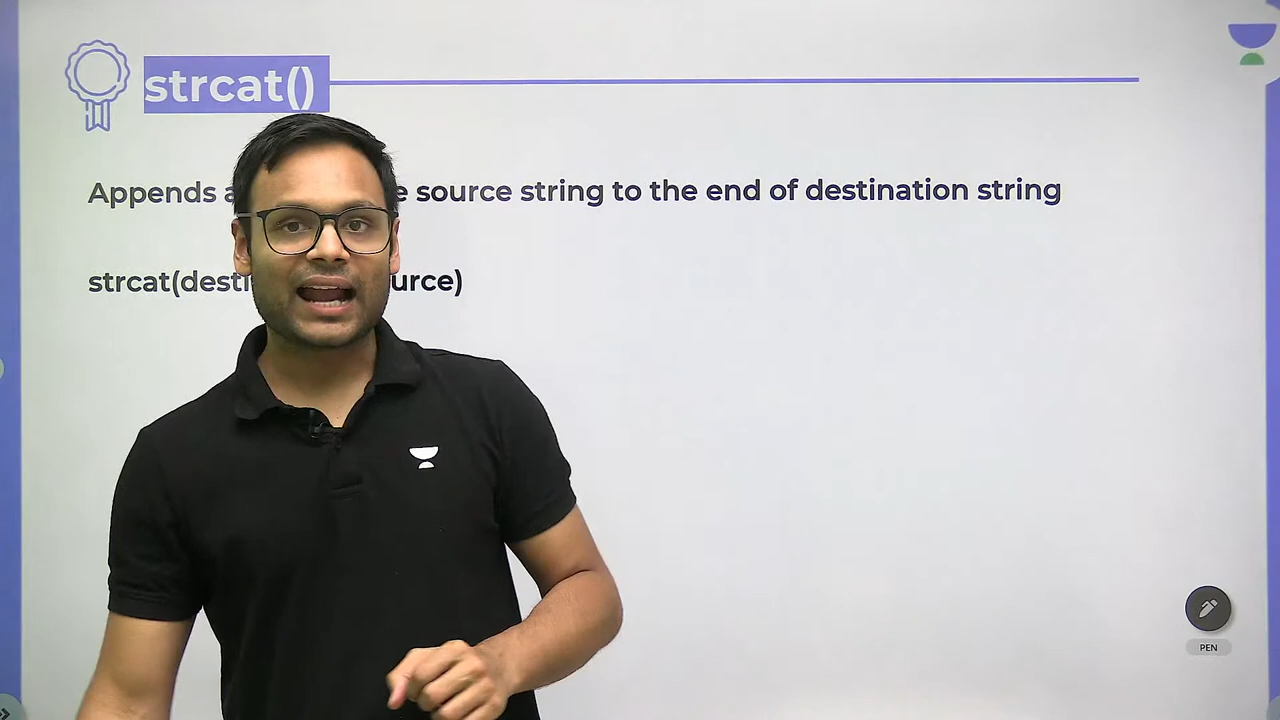 strcat()
Appends a e source string to the end of destination string
strcat(desti urce)
PEN